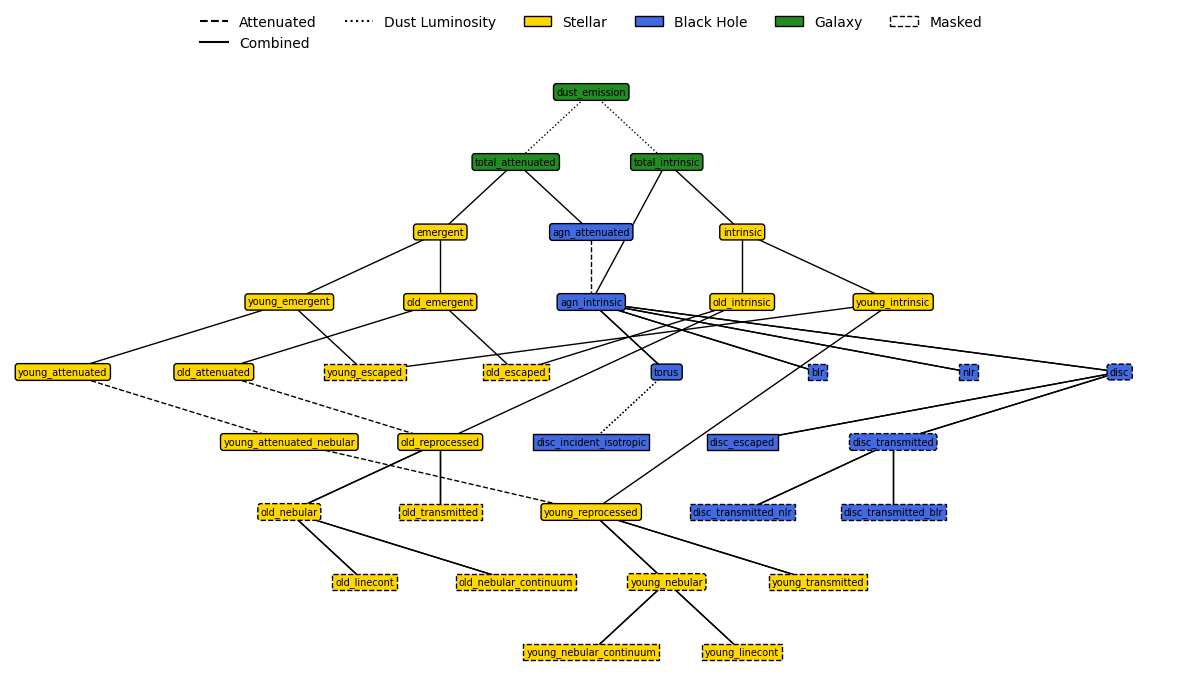 Attenuated Dust Luminosity Stellar Black Hole Galaxy Masked
Combined
dust_emission
total_attenuated total_intrinsic
emergent agn_attenuated intrinsic
young_emergent old_emergent agn_intrinsic old_intrinsic young_intrinsic
young_attenuated old_attenuated young_escaped old_escaped torus blr nlr disc
young_attenuated_nebular old_reprocessed disc_incident_isotropic disc_escaped disc_transmitted
old_nebular old_transmitted young_reprocessed disc_transmitted_nlr disc_transmitted_blr
old_linecont old_nebular_continuum young_nebular young_transmitted
young_nebular_continuum young_linecont